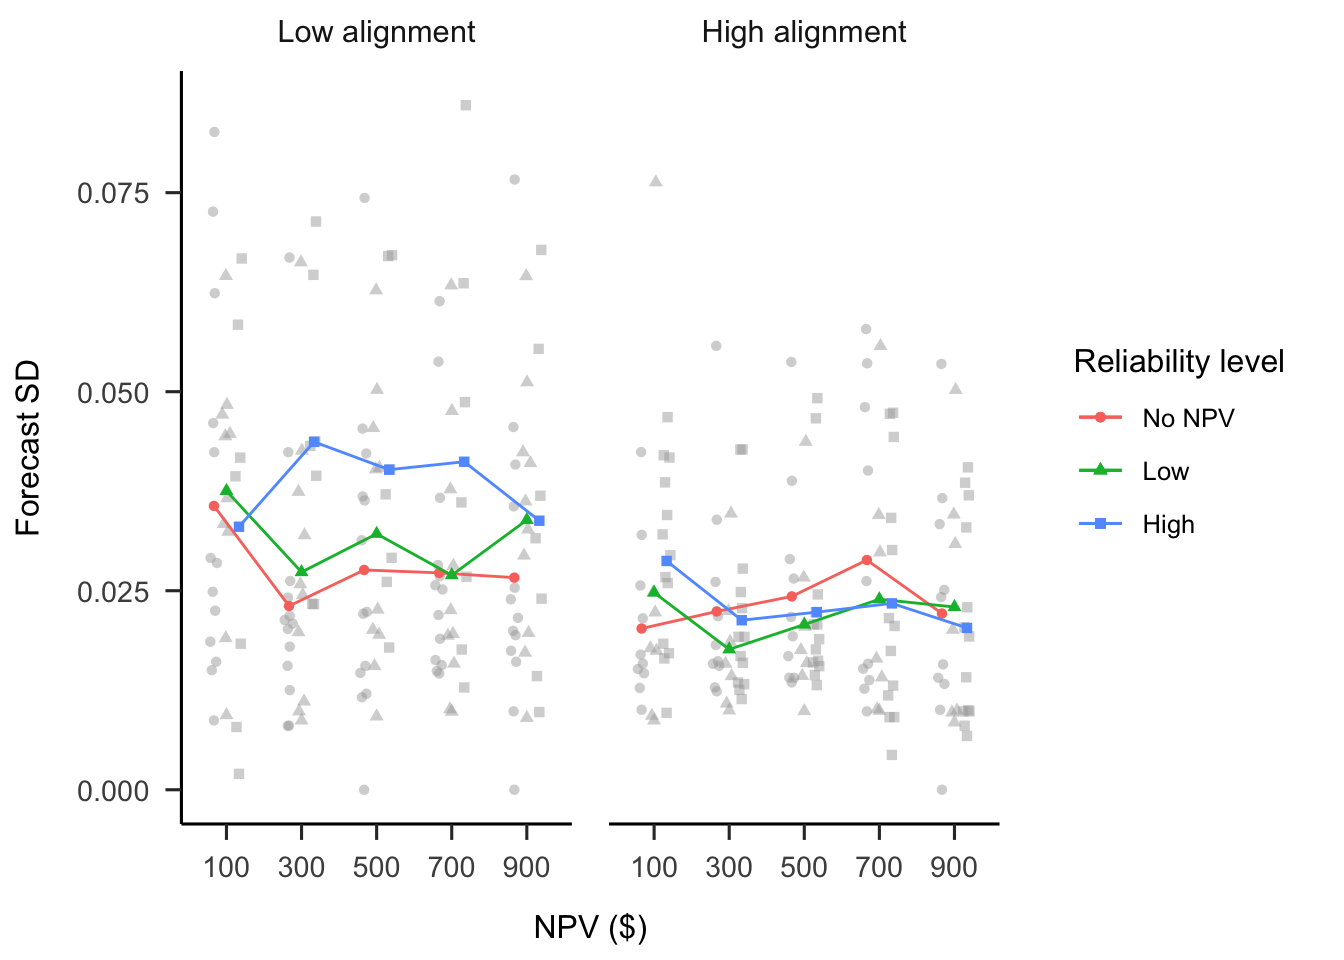 Low alignment
High alignment
Forecast SD
0.075
0.050
0.025
0.000
100 300 500 700 900
100 300 500 700 900
NPV ($)
Reliability level
No NPV
Low
High